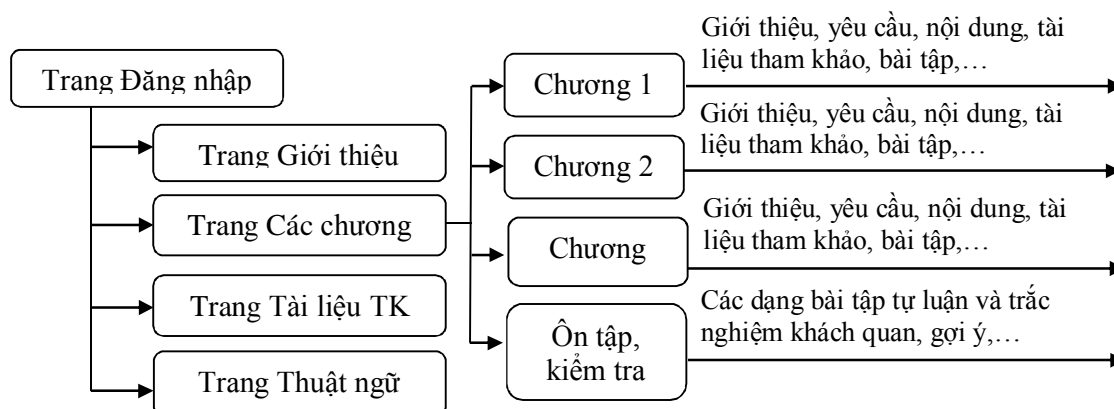 Trang Đăng nhập
Trang Giới thiệu
Trang Các chương
Trang Tài liệu TK
Trang Thuật ngữ
Chương 1
Chương 2
Chương
Ôn tập,
kiểm tra
Giới thiệu, yêu cầu, nội dung, tài
liệu tham khảo, bài tập,…
Giới thiệu, yêu cầu, nội dung, tài
liệu tham khảo, bài tập,…
Giới thiệu, yêu cầu, nội dung, tài
liệu tham khảo, bài tập,…
Các dạng bài tập tự luận và trắc
nghiệm khách quan, gợi ý,…